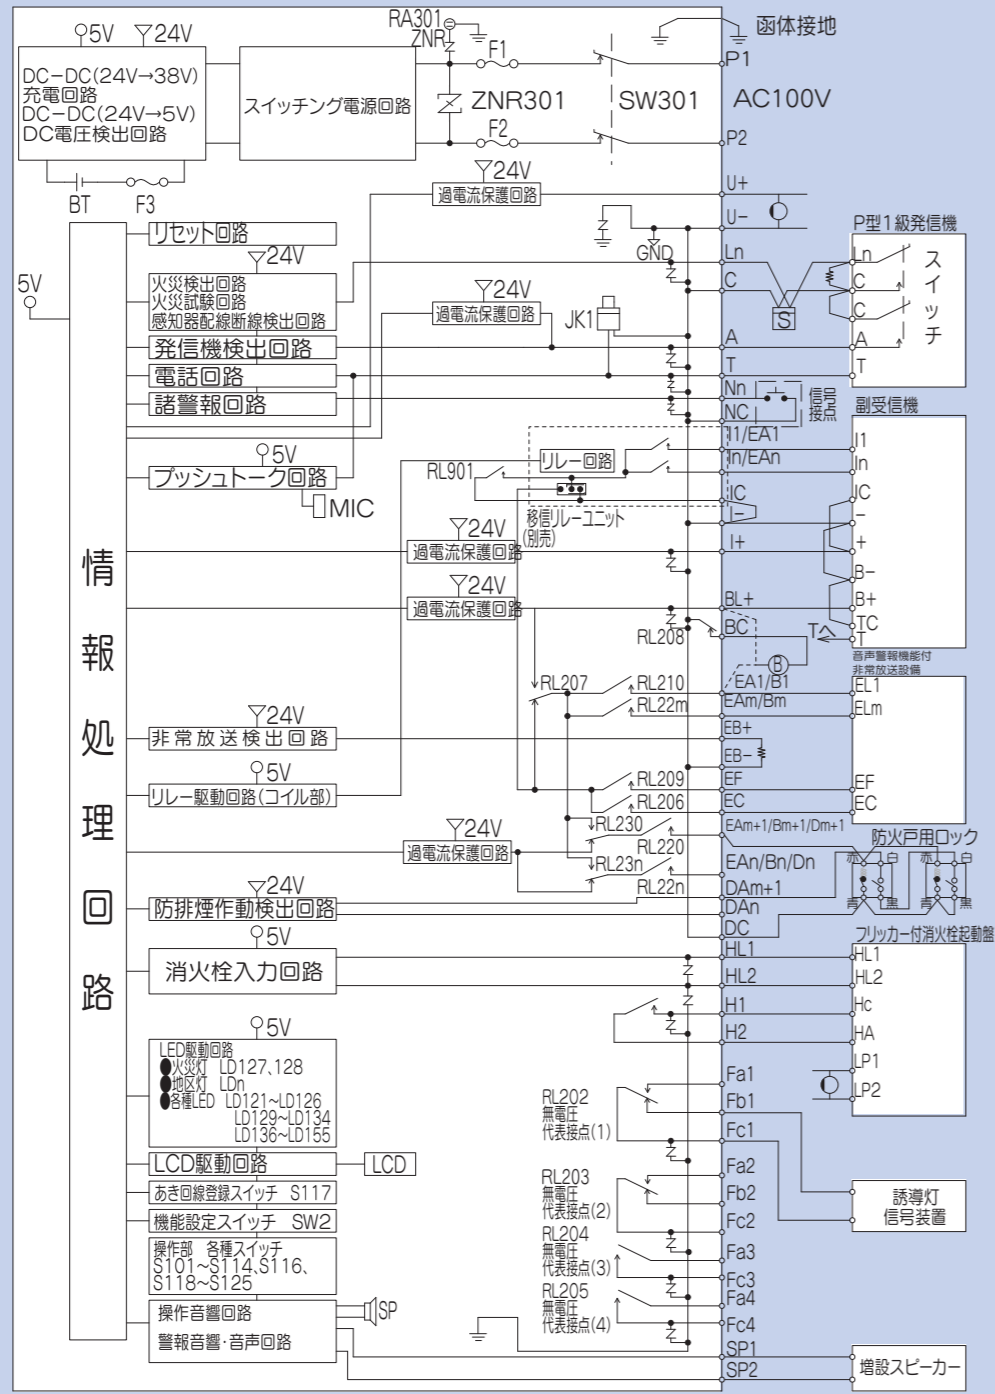 5V
24V
RA301
ZNR
F1
函体接地
P1
DC-DC(24V→38V)
充電回路
DC-DC(24V→5V)
DC電圧検出回路
スイッチング電源回路
ZNR301
SW301
AC100V
F2
P2
BT
F3
24V
過電流保護回路
U+
U-
GND
リセット回路
24V
火災検出回路
火災試験回路
感知器配線断線検出回路
5V
24V
過電流保護回路
JK1
Ln
C
S
P型1級発信機
Ln
C
C
A
T
スイッチ
発信機検出回路
A
電話回路
T
諸警報回路
Nn
NC
信号
接点
副受信機
5V
プッシュトーク回路
MIC
RL901
リレー回路
移信リレーユニット
(別売)
I1/EA1
In/EAn
IC
I-
I+
I1
In
IC
-
+
B-
B+
TC
T
24V
過電流保護回路
24V
過電流保護回路
BL+
BC
RL208
Tへ
B
音声警報機能付
非常放送設備
RL207
RL210
RL22m
EA1/B1
EAm/Bm
EL1
ELm
情報処理回路
24V
非常放送検出回路
EB+
EB-
5V
リレー駆動回路(コイル部)
RL209
RL206
EF
EC
EF
EC
24V
過電流保護回路
RL230
RL220
RL23n
RL22n
EAm+1/Bm+1/Dm+1
EAn/Bn/Dn
防火戸用ロック
赤
白
赤
白
青
黒
青
黒
24V
防排煙作動検出回路
DAm+1
DAn
DC
5V
消火栓入力回路
HL1
HL2
H1
H2
フリッカー付消火栓起動盤
HL1
HL2
Hc
HA
LP1
LP2
5V
LED駆動回路
●火災灯 LD127、128
●地区灯 LDn
●各種LED LD121~LD126
LD129~LD134
LD136~LD155
RL202
無電圧
代表接点(1)
Fa1
Fb1
Fc1
LCD駆動回路
LCD
あき回線登録スイッチ S117
機能設定スイッチ SW2
RL203
無電圧
代表接点(2)
Fa2
Fb2
Fc2
誘導灯
信号装置
操作部 各種スイッチ
S101~S114、S116、
S118~S125
RL204
無電圧
代表接点(3)
Fa3
Fc3
RL205
無電圧
代表接点(4)
Fa4
Fc4
操作音響回路
警報音響・音声回路
SP
SP1
SP2
増設スピーカー